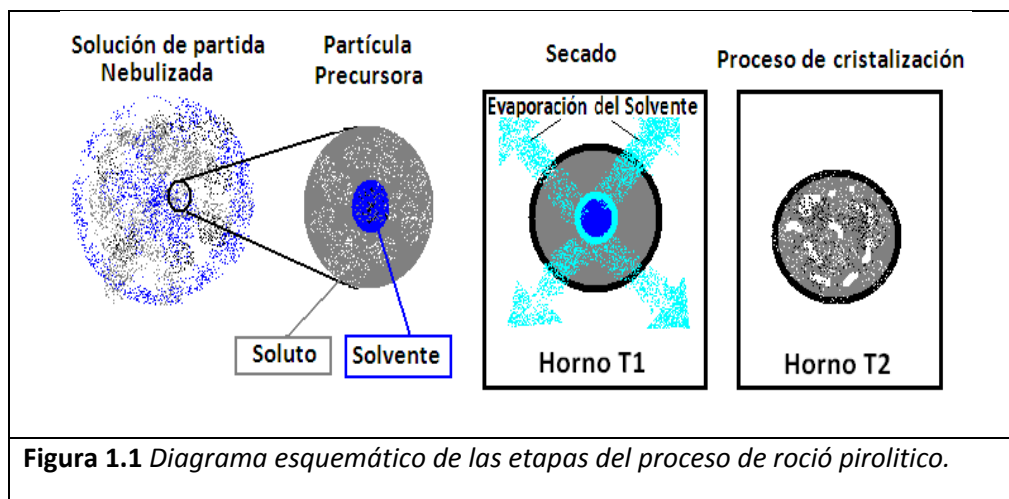 Solución de partida
Nebulizada
Partícula
Precursora
Secado
Proceso de cristalización
Evaporación del Solvente
Soluto
Solvente
Horno T1
Horno T2
Figura 1.1 Diagrama esquemático de las etapas del proceso de roció pirolitico.